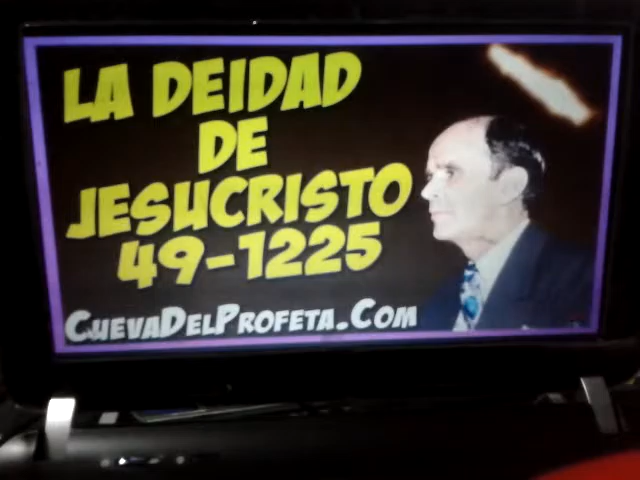 LA DEIDAD
DE
JESUCRISTO
49-1225
CUEVADELPROFETA.COM